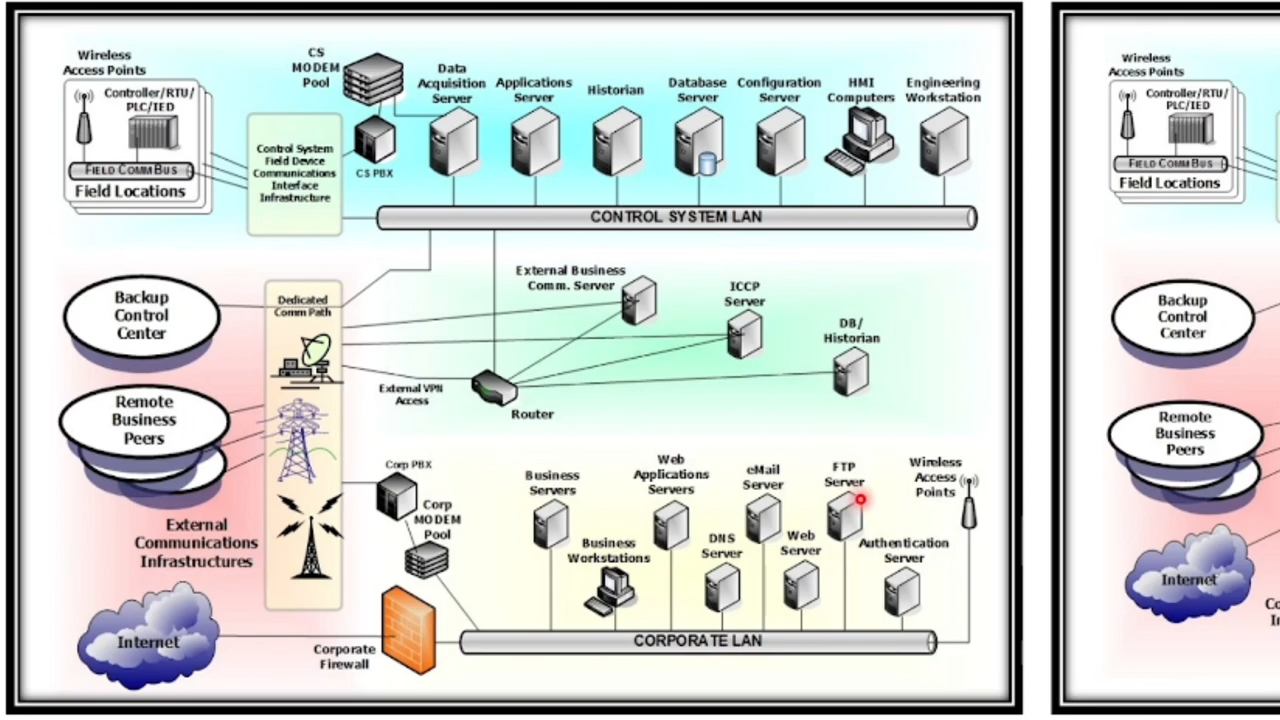 Wireless
Access Points
Controller/RTU/
PLC/IED
FIELD COMM BUS
Field Locations
Control System
Field Device
Communications
Interface
Infrastructure
CS
MODEM
Pool
CS PBX
Data
Acquisition
Server
Applications
Server
Historian
Database
Server
Configuration
Server
HMI
Computers
Engineering
Workstation
CONTROL SYSTEM LAN
Backup
Control
Center
Dedicated
Comm Path
External Business
Comm. Server
ICCP
Server
DB/
Historian
External VPN
Access
Router
Remote
Business
Peers
External
Communications
Infrastructures
Corp PBX
Corp
MODEM
Pool
Business
Servers
Business
Workstations
Web
Applications
Servers
DNS
Server
eMail
Server
Web
Server
FTP
Server
Authentication
Server
Wireless
Access
Points
Internet
Corporate
Firewall
CORPORATE LAN
Wireless
Access Points
Controller/RTU/
PLC/IED
FIELD COMM BUS
Field Locations
Backup
Control
Center
Remote
Business
Peers
Internet
Co
In